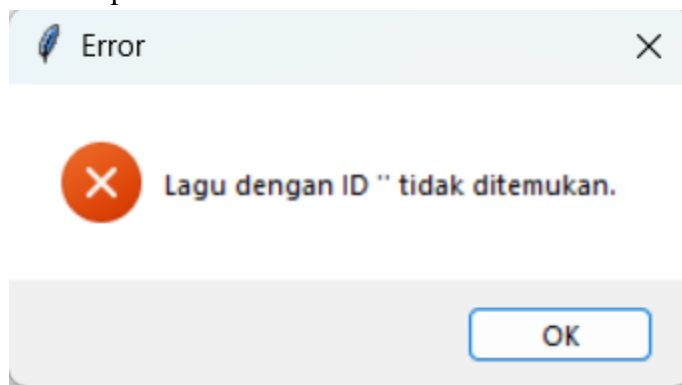 Error
Lagu dengan ID '' tidak ditemukan.
OK